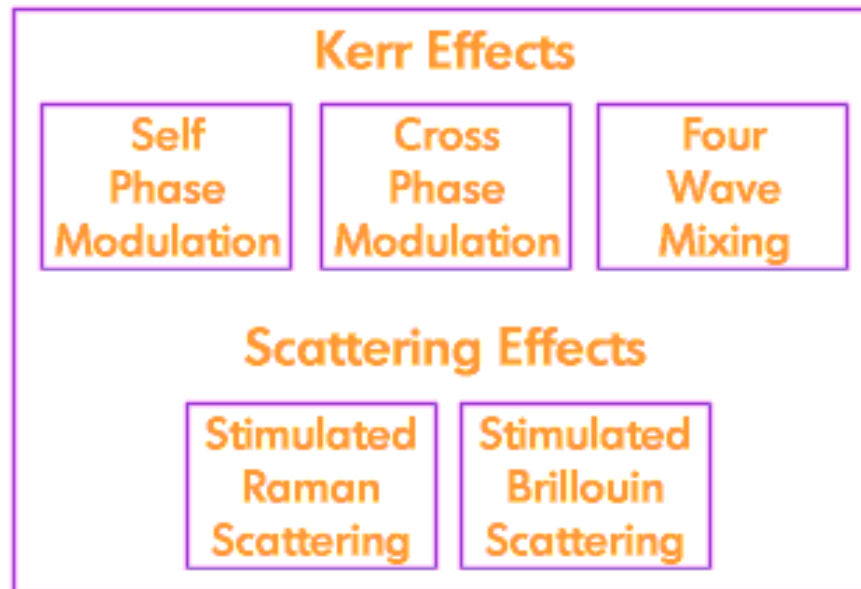 Kerr Effects
Self
Phase
Modulation
Cross
Phase
Modulation
Four
Wave
Mixing
Scattering Effects
Stimulated
Raman
Scattering
Stimulated
Brillouin
Scattering